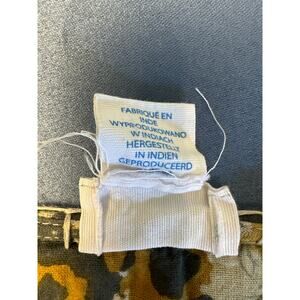 FABRIQUÉ EN
INDE
WYPRODUKOWANO
W INDIACH
HERGESTELLT
IN INDIEN
GEPRODUCEERD